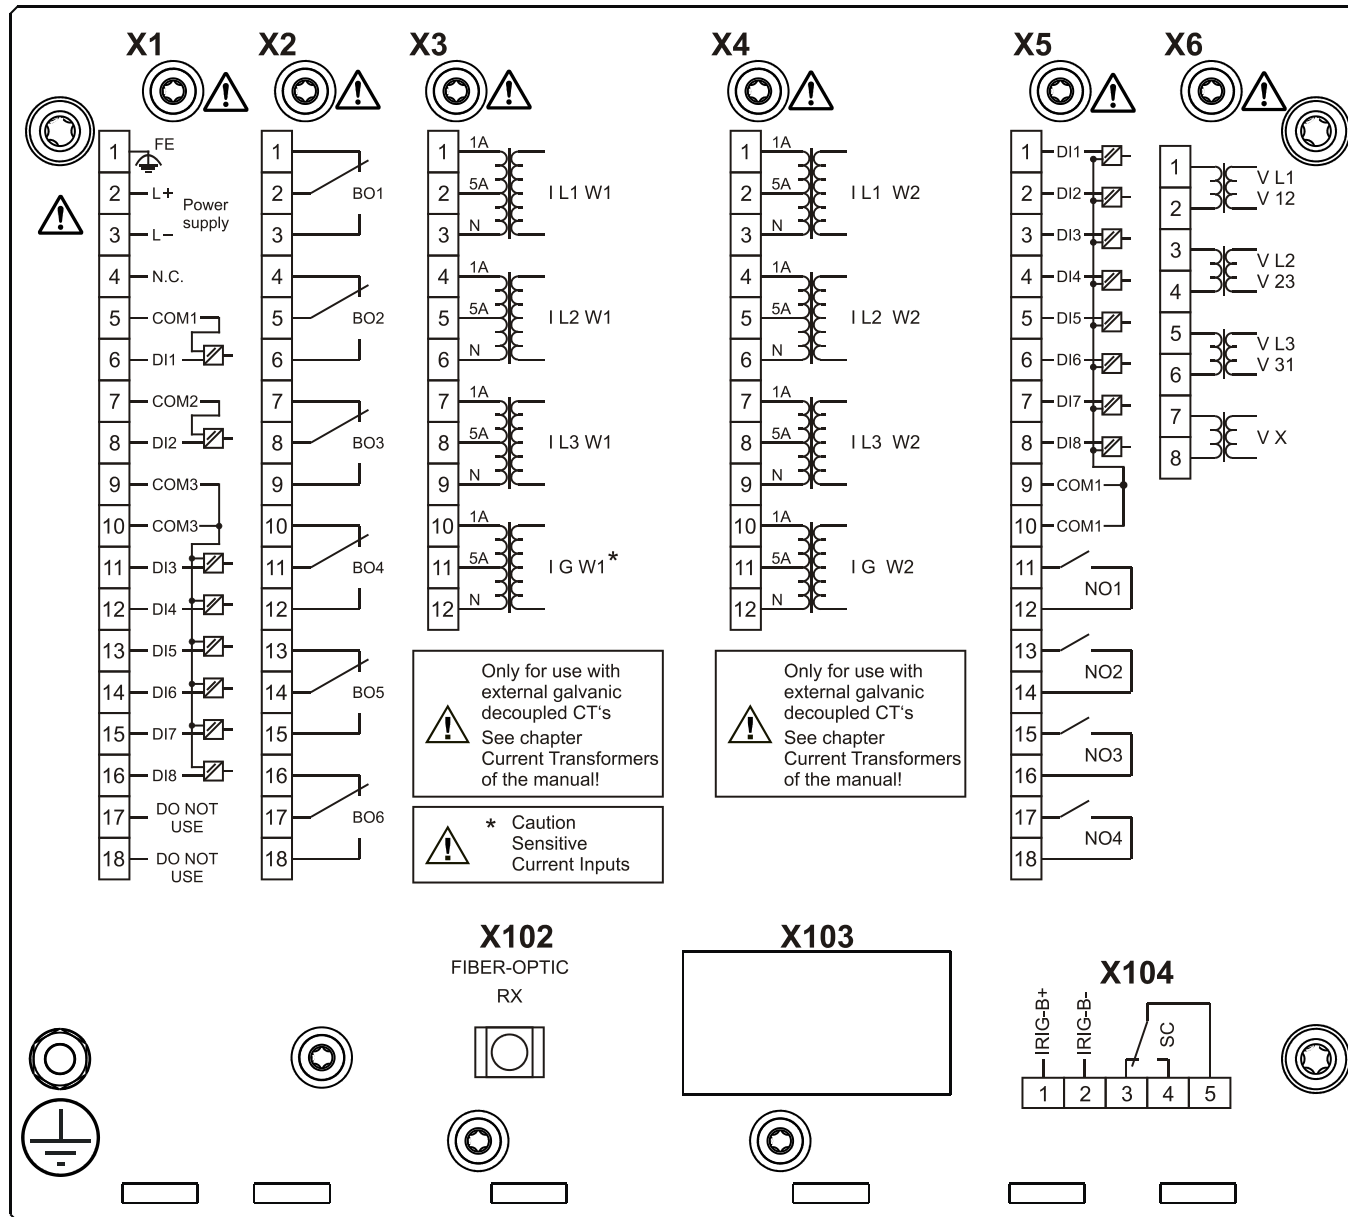 X1
1
FE
2
L+
Power
supply
3
L–
4
N.C.
5
COM1
6
DI1
7
COM2
8
DI2
9
COM3
10
COM3
11
DI3
12
DI4
13
DI5
14
DI6
15
DI7
16
DI8
17
DO NOT
USE
18
DO NOT
USE
X2
1
2
BO1
3
4
5
BO2
6
7
8
BO3
9
10
11
BO4
12
13
14
BO5
15
16
17
BO6
18
X3
1
1A
2
5A
I L1 W1
3
N
4
1A
5
5A
I L2 W1
6
N
7
1A
8
5A
I L3 W1
9
N
10
1A
11
5A
I G W1*
12
N
Only for use with
external galvanic
decoupled CT's
See chapter
Current Transformers
of the manual!
* Caution
Sensitive
Current Inputs
X4
1
1A
2
5A
I L1 W2
3
N
4
1A
5
5A
I L2 W2
6
N
7
1A
8
5A
I L3 W2
9
N
10
1A
11
5A
I G W2
12
N
Only for use with
external galvanic
decoupled CT's
See chapter
Current Transformers
of the manual!
X5
1
DI1
2
DI2
3
DI3
4
DI4
5
DI5
6
DI6
7
DI7
8
DI8
9
COM1
10
COM1
11
NO1
12
13
NO2
14
15
NO3
16
17
NO4
18
X6
1
V L1
V 12
2
3
V L2
V 23
4
5
V L3
V 31
6
7
V X
8
X102
FIBER-OPTIC
RX
X103
X104
IRIG-B+
IRIG-B-
SC
1 2 3 4 5